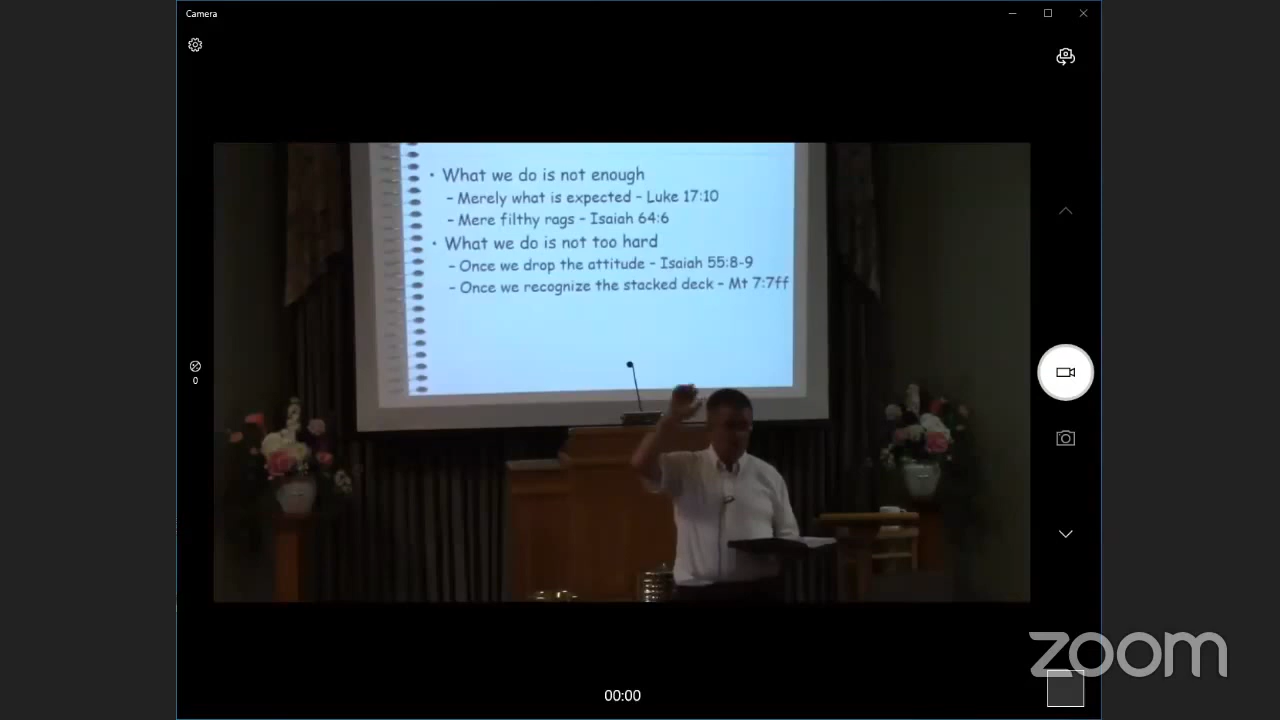 Camera
• What we do is not enough
– Merely what is expected – Luke 17:10
– Mere filthy rags – Isaiah 64:6
• What we do is not too hard
– Once we drop the attitude – Isaiah 55:8-9
– Once we recognize the stacked deck – Mt 7:7ff
0
zoom
00:00